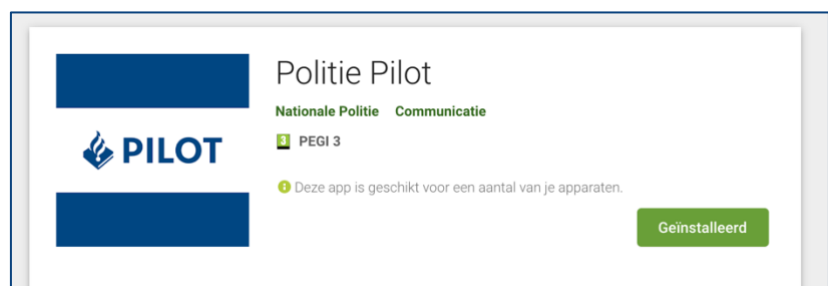 Politie Pilot
Nationale Politie Communicatie
PILOT
3 PEGI 3
Deze app is geschikt voor een aantal van je apparaten.
Geïnstalleerd